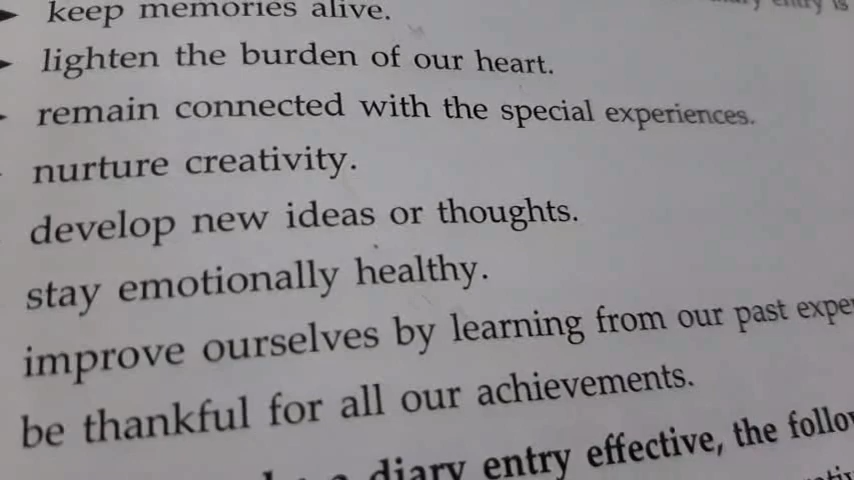 keep memories alive.
lighten the burden of our heart.
remain connected with the special experiences.
nurture creativity.
develop new ideas or thoughts.
stay emotionally healthy.
improve ourselves by learning from our past
be thankful for all our achievements.
a diary entry effective, the